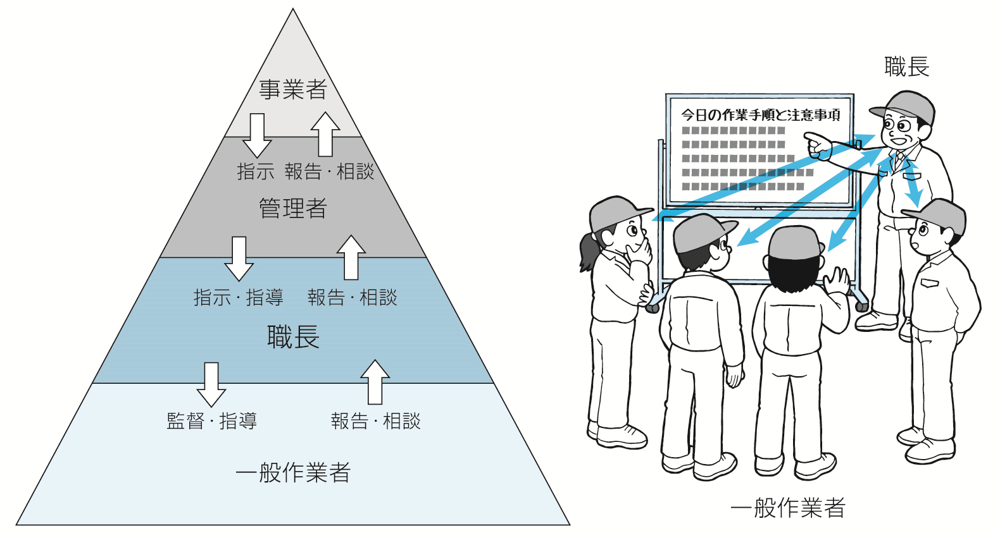 事業者
指示 報告・相談
管理者
指示・指導 報告・相談
職長
監督・指導 報告・相談
一般作業者
職長
今日の作業手順と注意事項
一般作業者